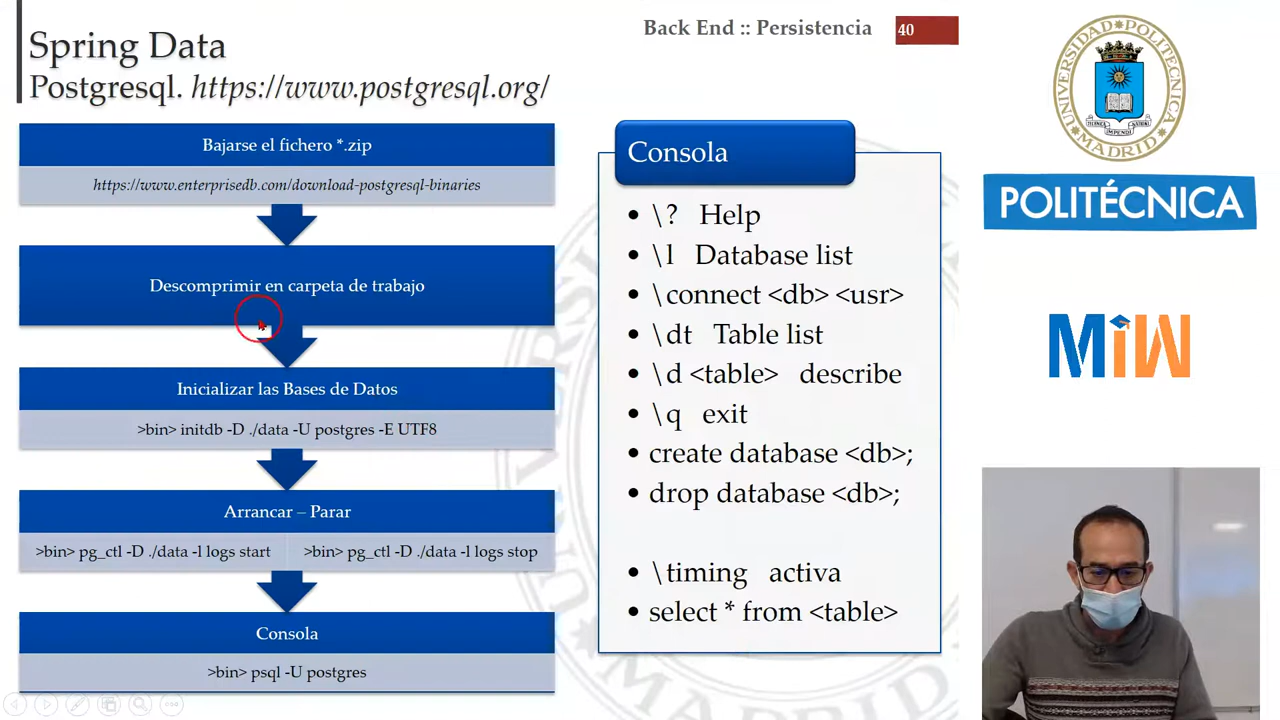 Back End :: Persistencia
40
Spring Data
Postgresql. https://www.postgresql.org/
Bajarse el fichero *.zip
https://www.enterprisedb.com/download-postgresql-binaries
Descomprimir en carpeta de trabajo
Inicializar las Bases de Datos
>bin> initdb -D ./data -U postgres -E UTF8
Arrancar – Parar
>bin> pg_ctl -D ./data -l logs start
>bin> pg_ctl -D ./data -l logs stop
Consola
>bin> psql -U postgres
Consola
• \? Help
• \l Database list
• \connect <db> <usr>
• \dt Table list
• \d <table> describe
• \q exit
• create database <db>;
• drop database <db>;
• \timing activa
• select * from <table>
UNIVERSIDAD POLITÉCNICA
MADRID
POLITÉCNICA
MiW